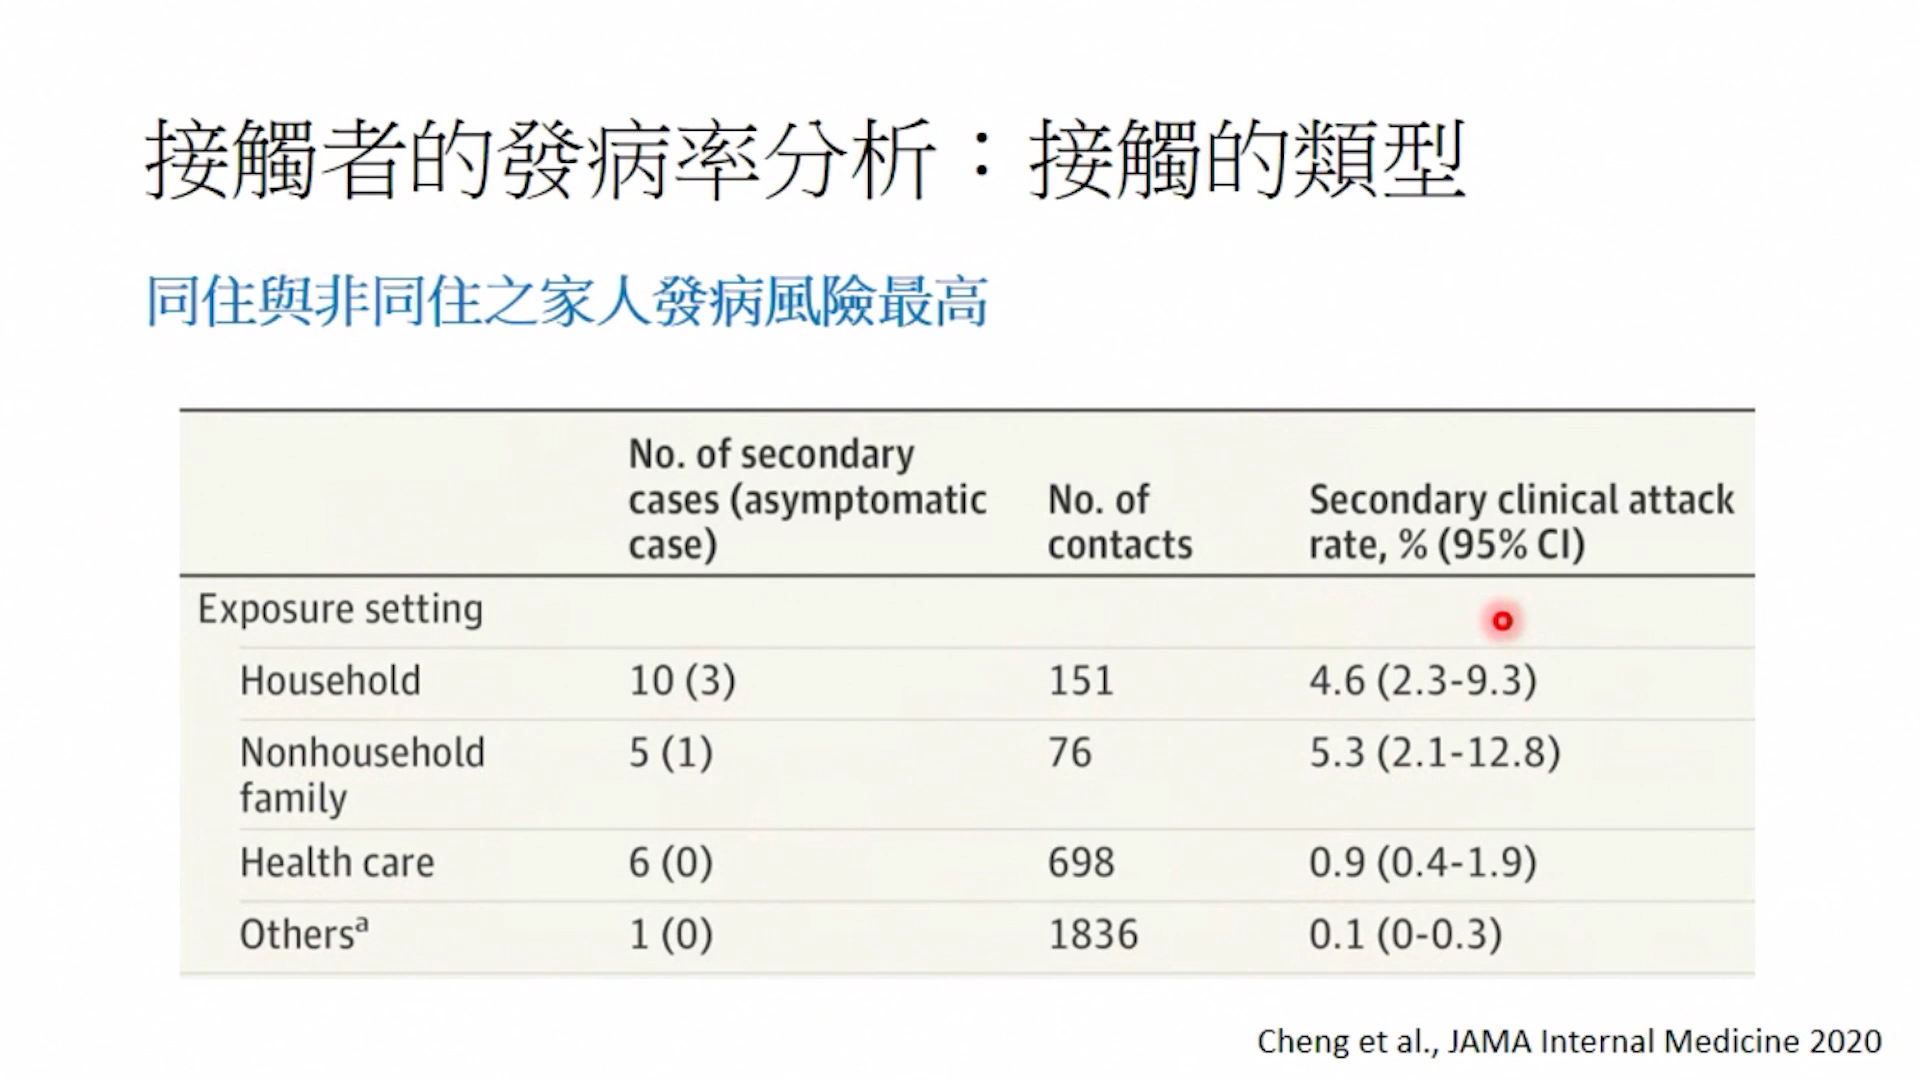 接觸者的發病率分析：接觸的類型
同住與非同住之家人發病風險最高
No. of secondary cases (asymptomatic case) No. of contacts Secondary clinical attack rate, % (95% CI)
Exposure setting
Household 10 (3) 151 4.6 (2.3-9.3)
Nonhousehold family 5 (1) 76 5.3 (2.1-12.8)
Health care 6 (0) 698 0.9 (0.4-1.9)
Othersᵃ 1 (0) 1836 0.1 (0-0.3)
Cheng et al., JAMA Internal Medicine 2020